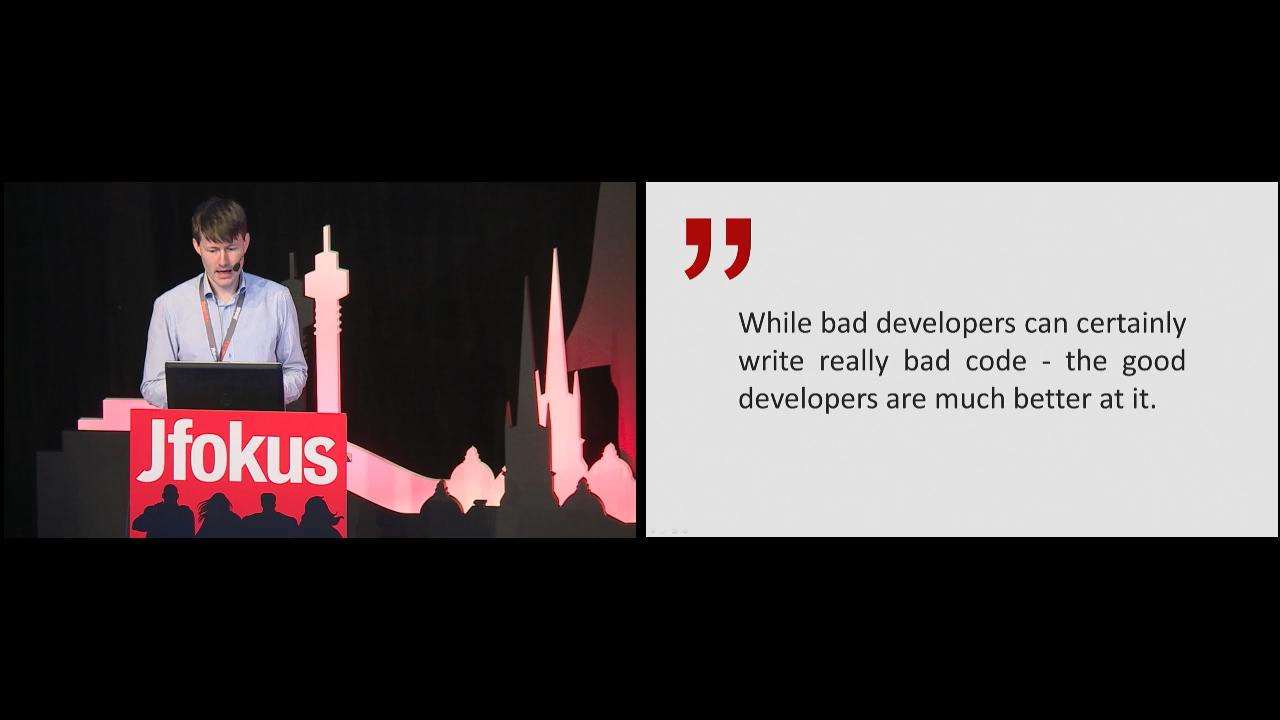 Jfokus
”
While bad developers can certainly
write really bad code - the good
developers are much better at it.